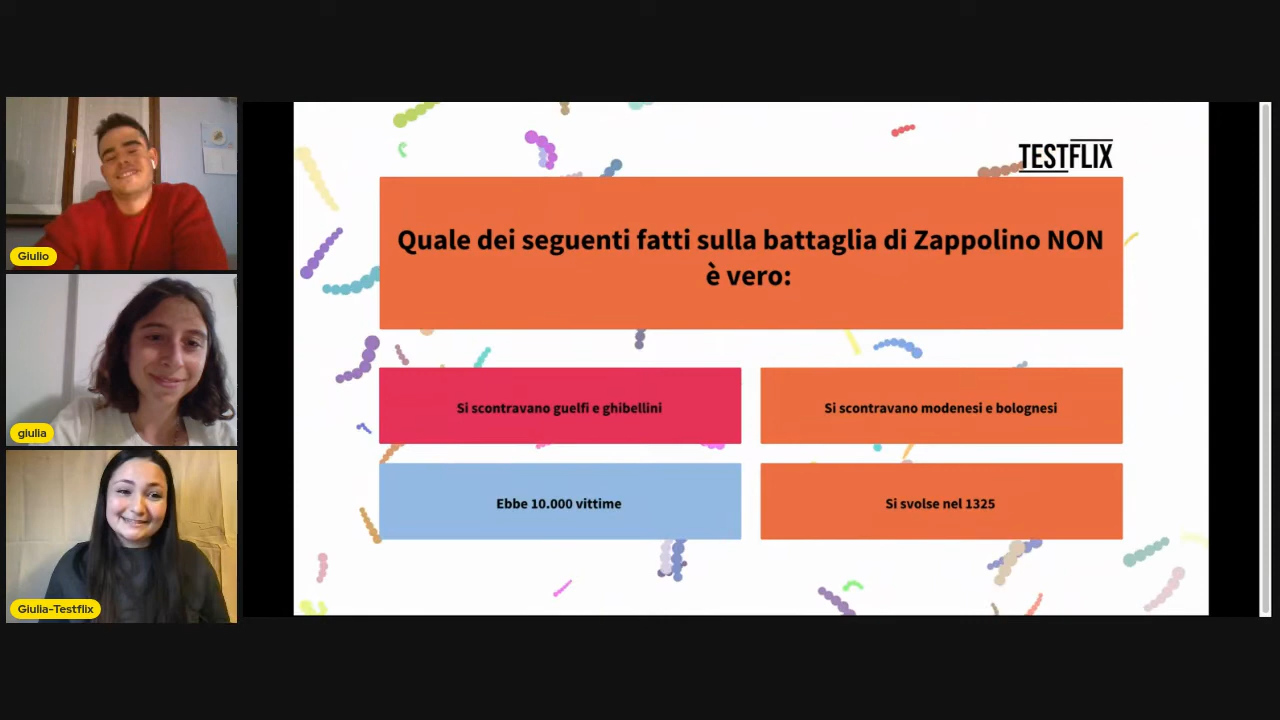 Giulio
giulia
Giulia-Testflix
TESTFLIX
Quale dei seguenti fatti sulla battaglia di Zappolino NON
è vero:
Si scontravano guelfi e ghibellini
Si scontravano modenesi e bolognesi
Ebbe 10.000 vittime
Si svolse nel 1325